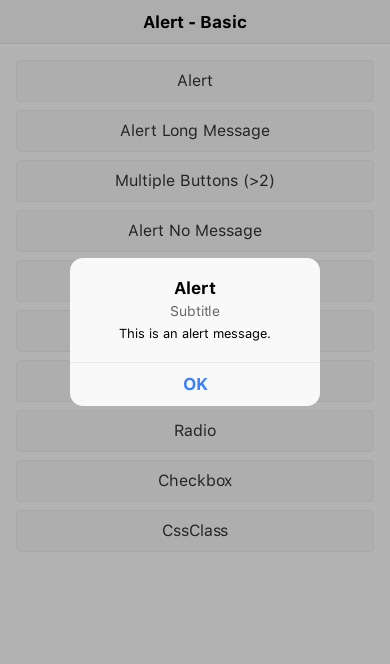 Alert - Basic
Alert
Alert Long Message
Multiple Buttons (>2)
Alert No Message
Alert
Subtitle
This is an alert message.
OK
Radio
Checkbox
CssClass